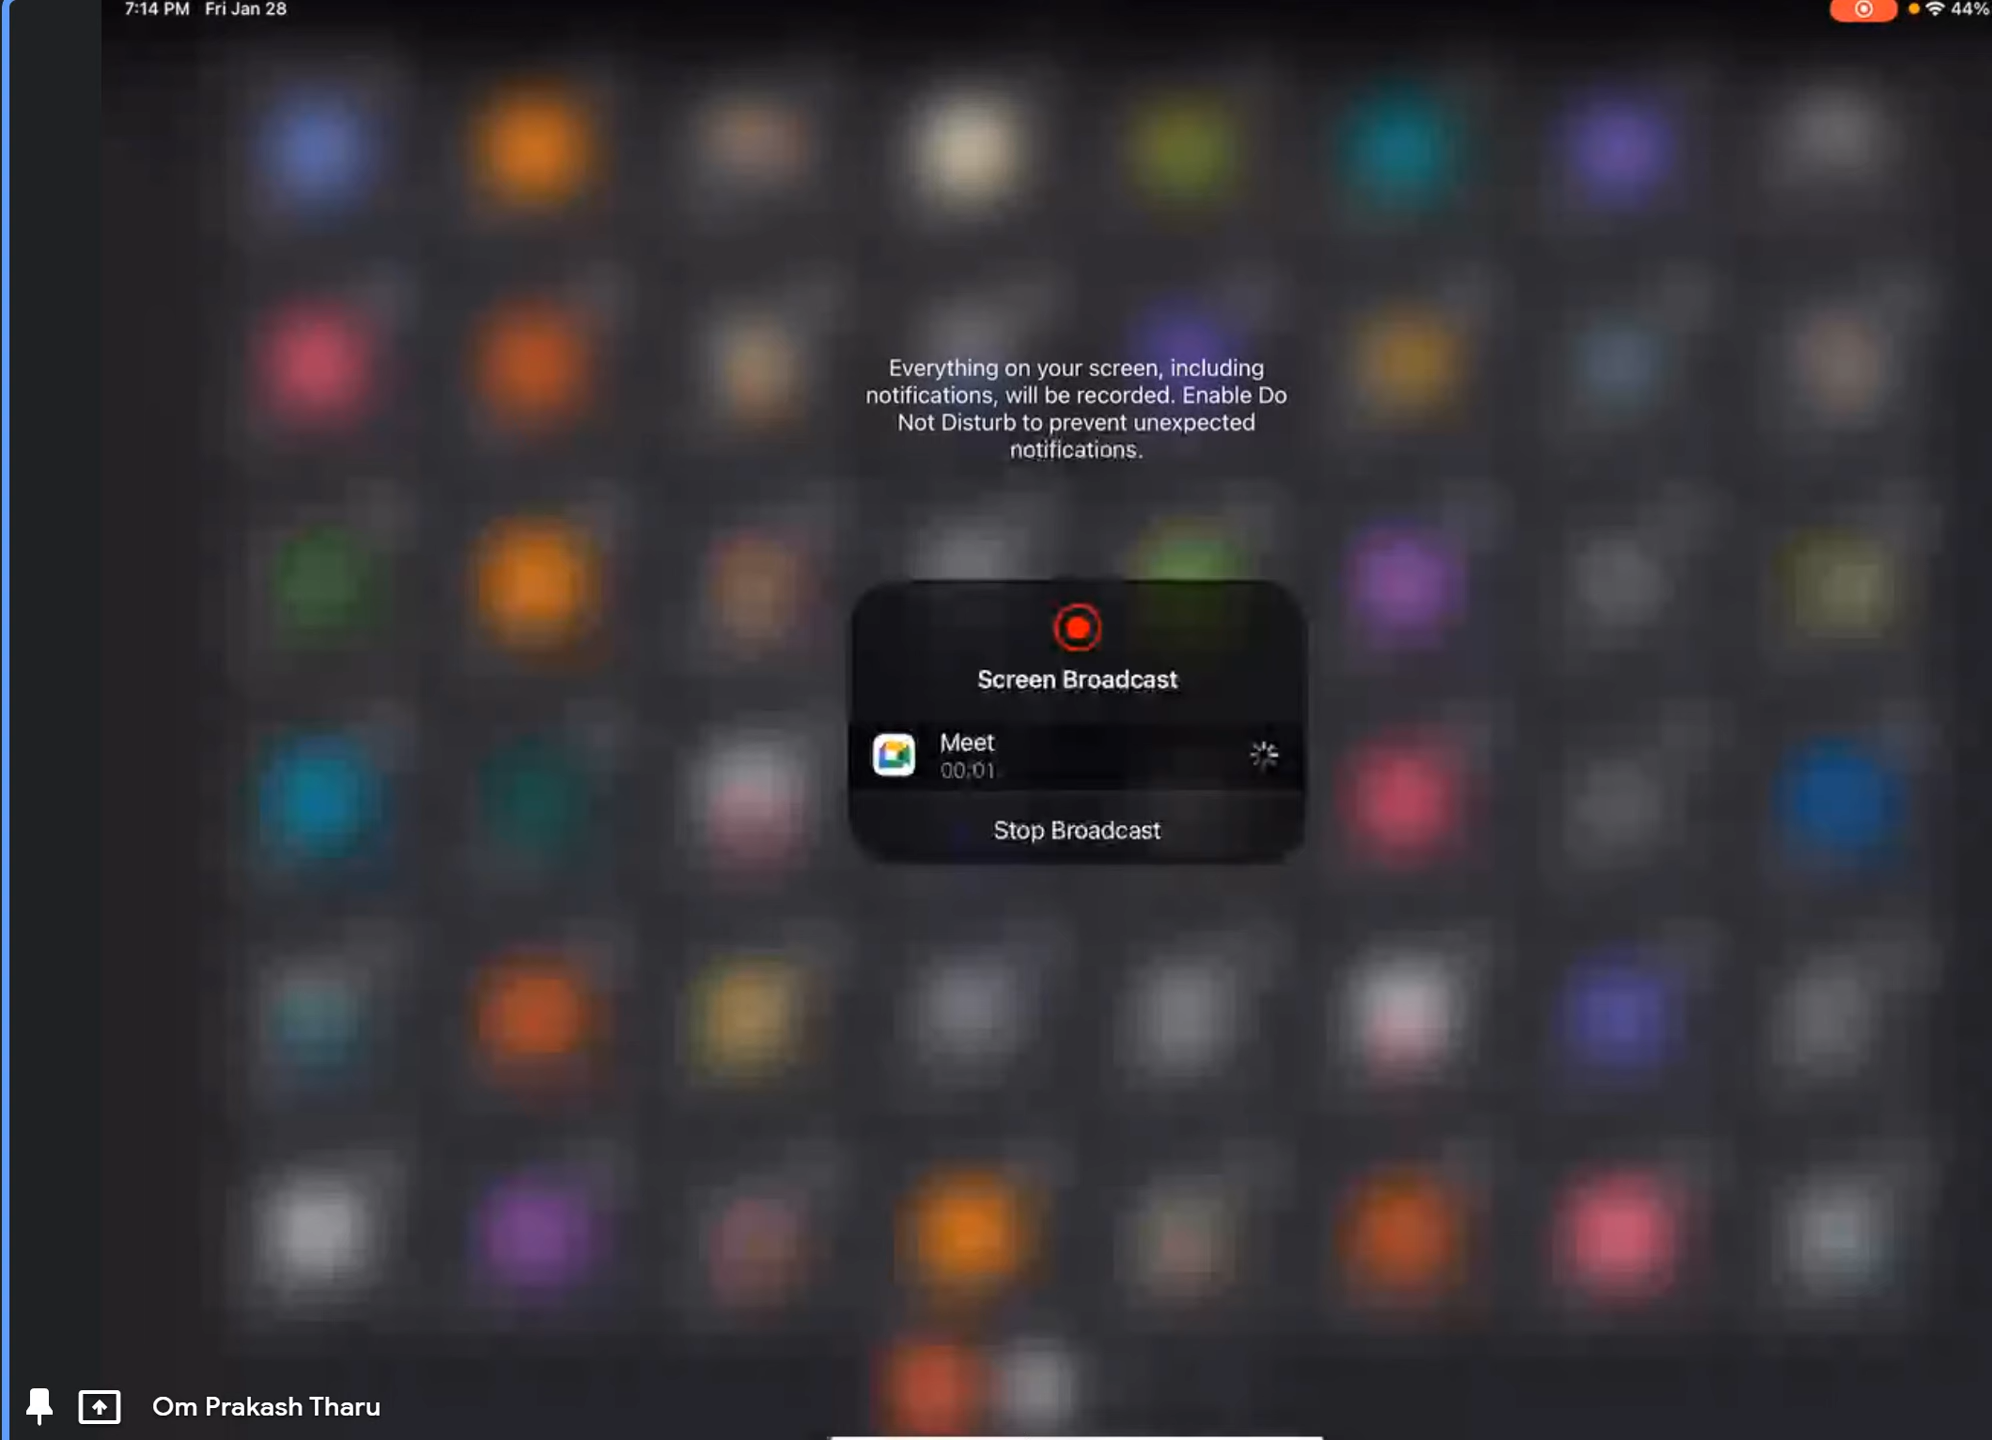 7:14 PM Fri Jan 28
44%
Everything on your screen, including
notifications, will be recorded. Enable Do
Not Disturb to prevent unexpected
notifications.
Screen Broadcast
Meet
00:01
Stop Broadcast
Om Prakash Tharu